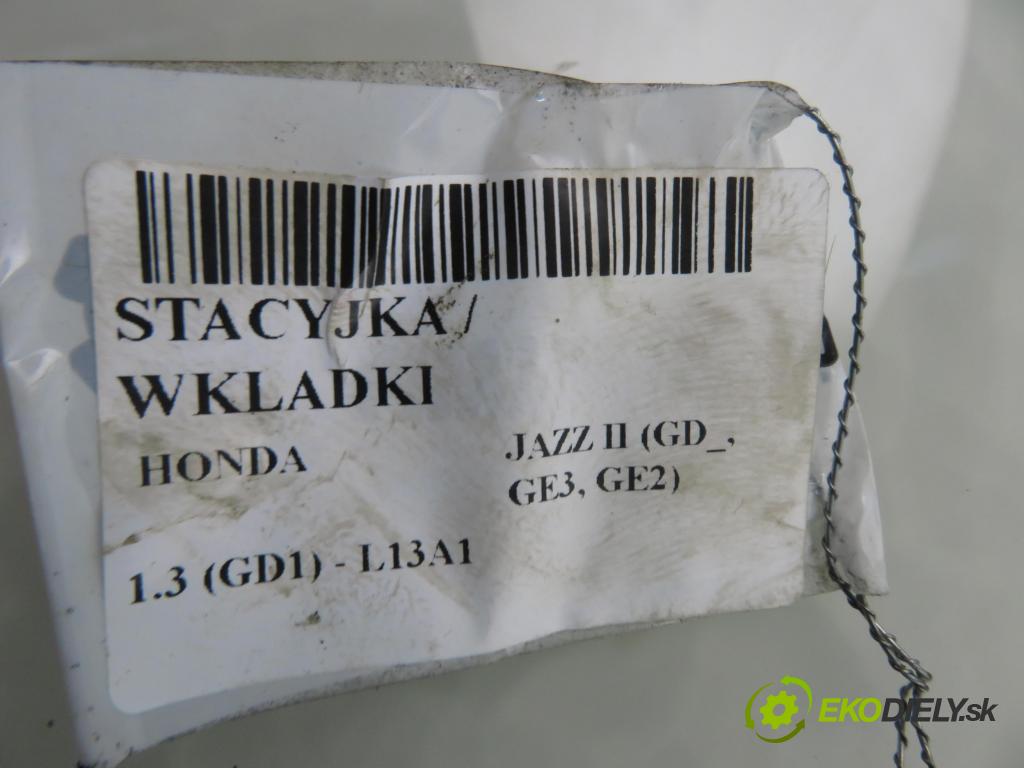 STACYJKA /
WKLADKI
HONDA
JAZZ II (GD_,
GE3, GE2)
1.3 (GD1) - L13A1
EKODIELY.sk